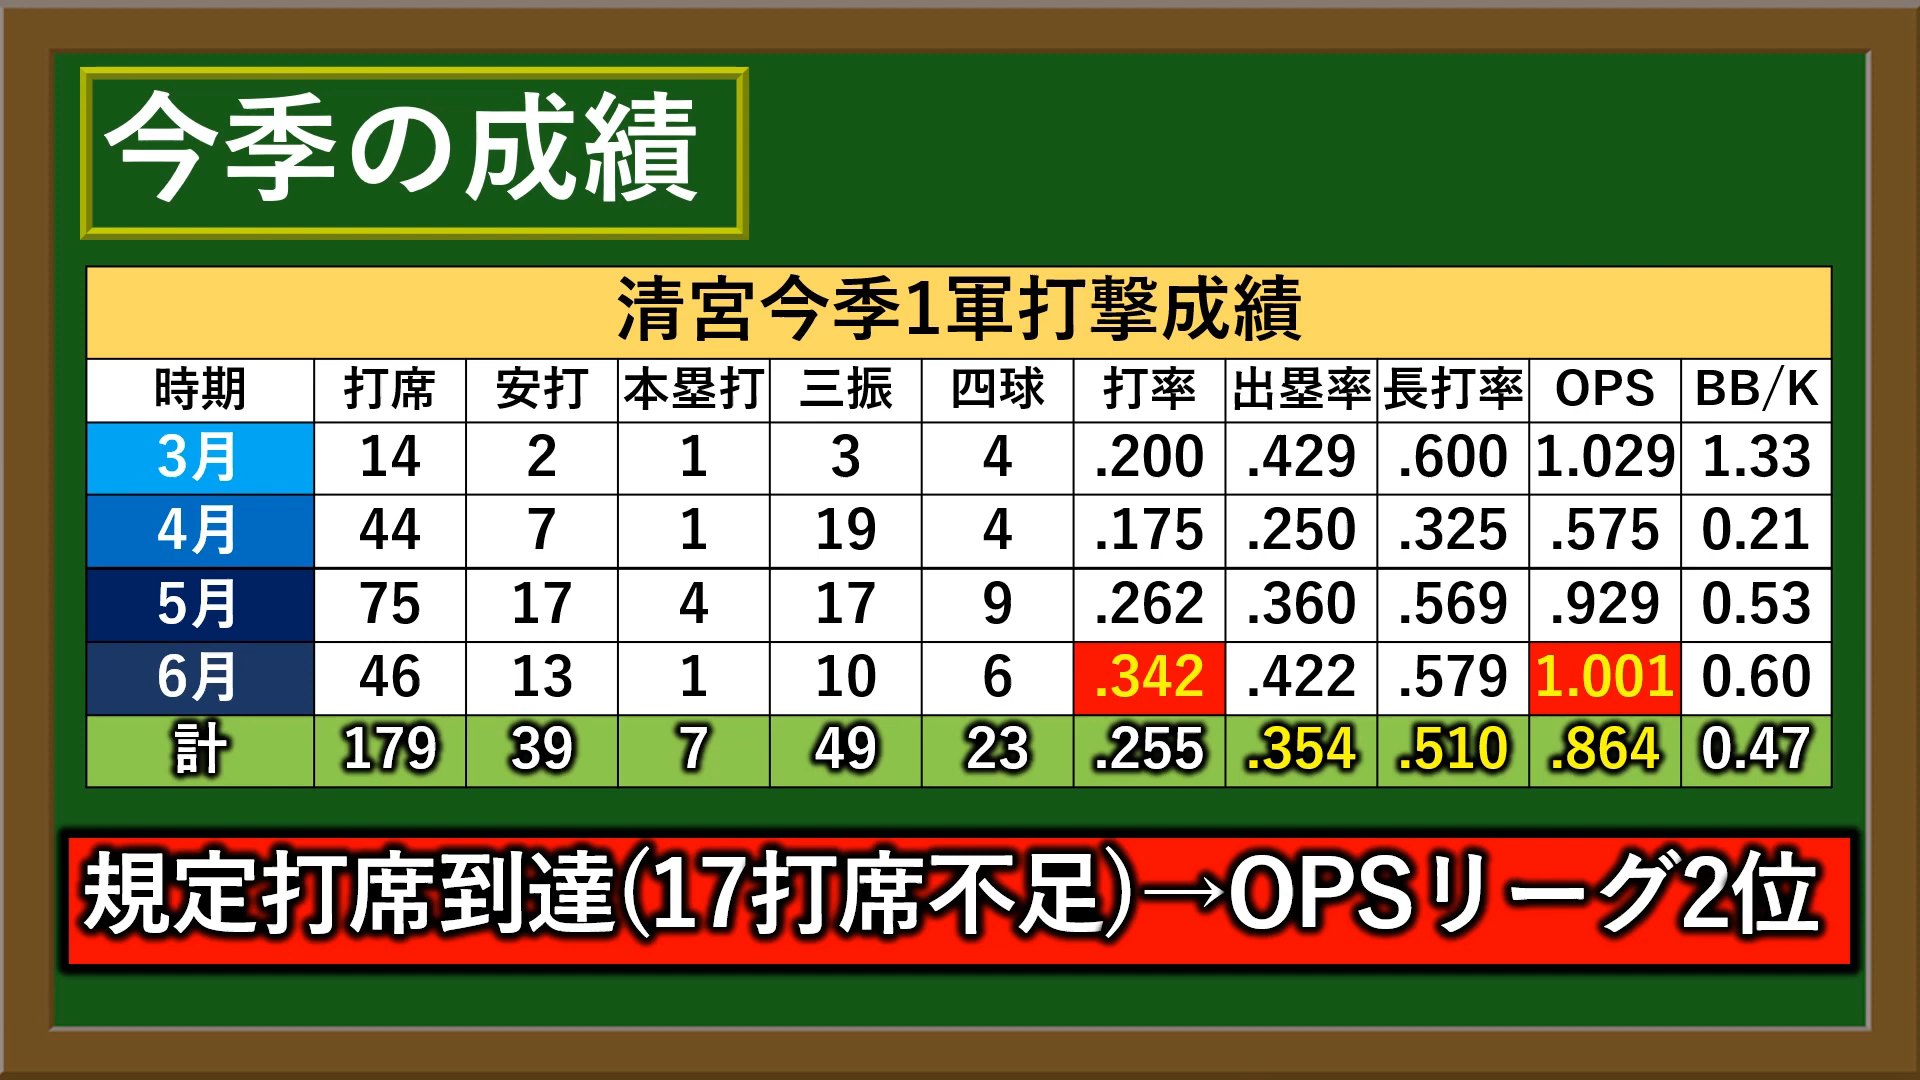 今季の成績
清宮今季1軍打撃成績
時期 打席 安打 本塁打 三振 四球 打率 出塁率 長打率 OPS BB/K
3月 14 2 1 3 4 .200 .429 .600 1.029 1.33
4月 44 7 1 19 4 .175 .250 .325 .575 0.21
5月 75 17 4 17 9 .262 .360 .569 .929 0.53
6月 46 13 1 10 6 .342 .422 .579 1.001 0.60
計 179 39 7 49 23 .255 .354 .510 .864 0.47
規定打席到達(17打席不足)→OPSリーグ2位